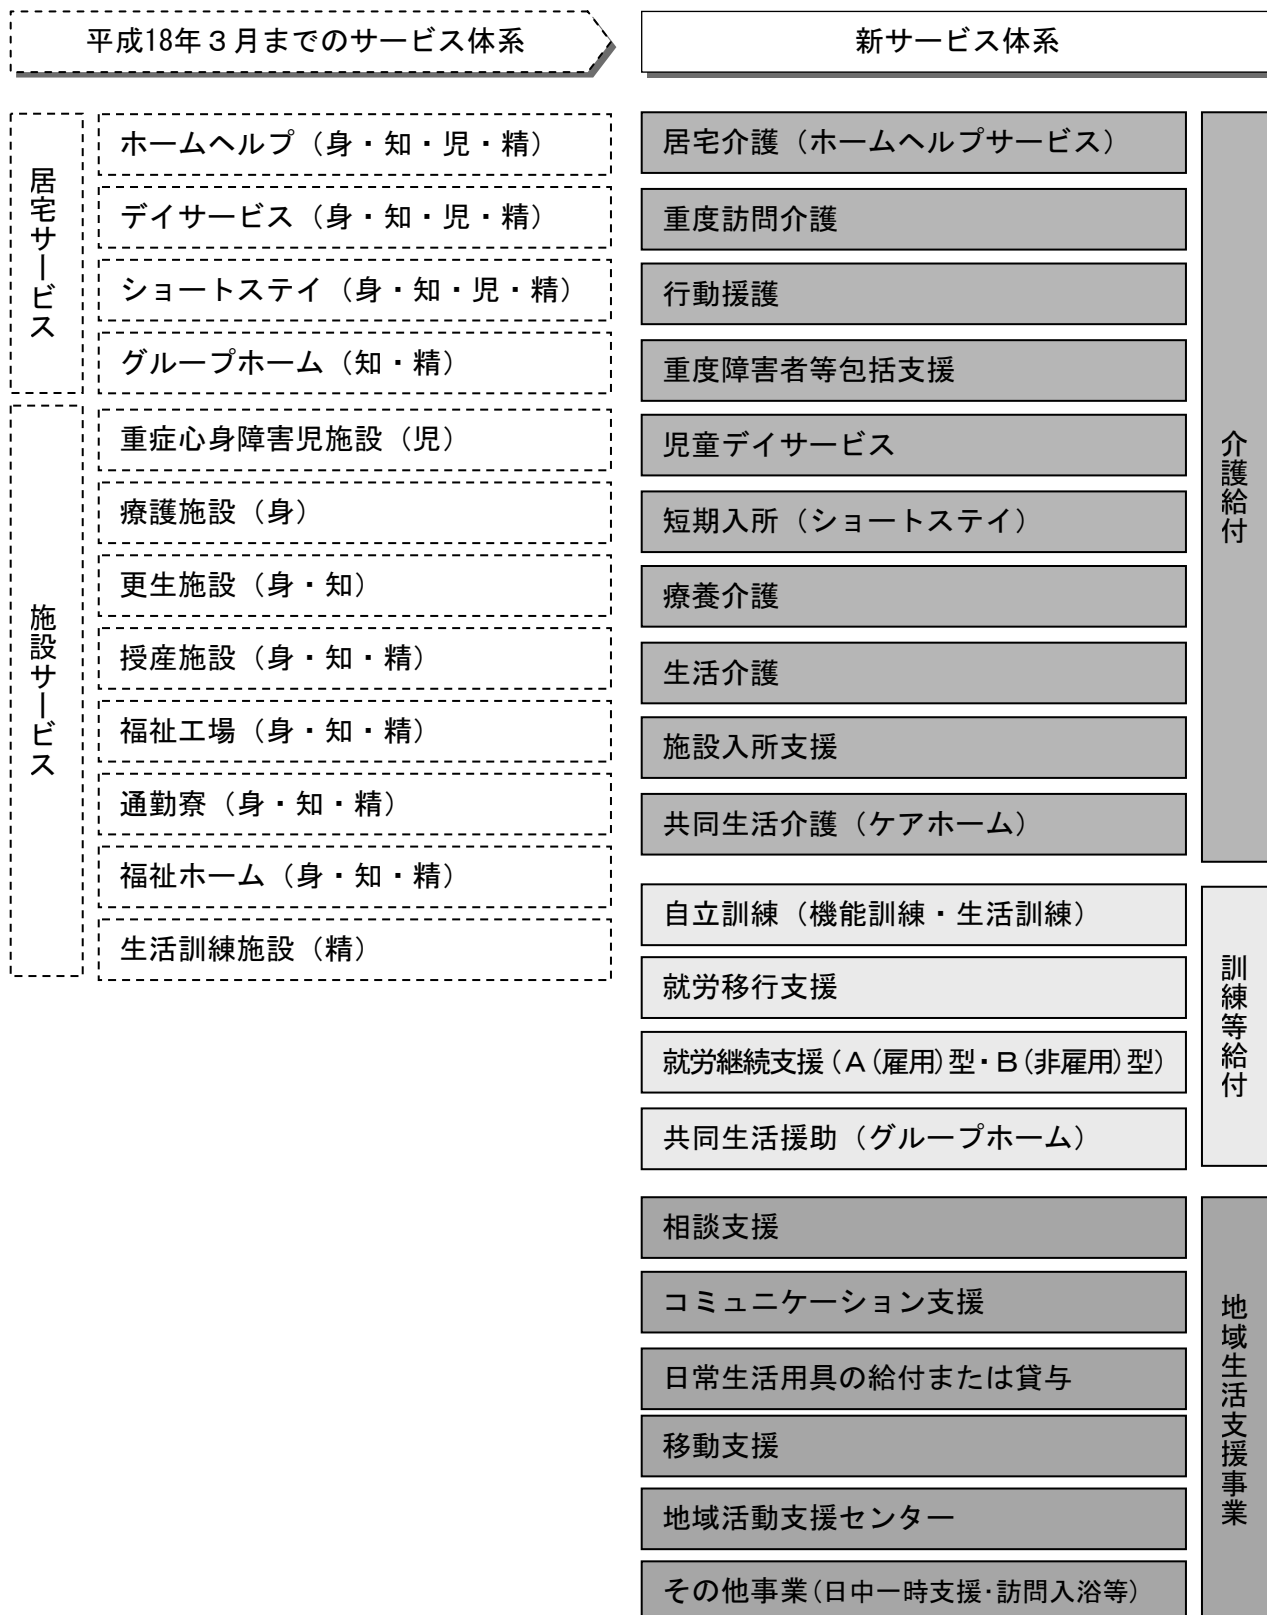 平成18年３月までのサービス体系
居宅サービス
ホームヘルプ（身・知・児・精）
デイサービス（身・知・児・精）
ショートステイ（身・知・児・精）
グループホーム（知・精）
施設サービス
重症心身障害児施設（児）
療護施設（身）
更生施設（身・知）
授産施設（身・知・精）
福祉工場（身・知・精）
通勤寮（身・知・精）
福祉ホーム（身・知・精）
生活訓練施設（精）
新サービス体系
居宅介護（ホームヘルプサービス）
重度訪問介護
行動援護
重度障害者等包括支援
児童デイサービス
短期入所（ショートステイ）
療養介護
生活介護
施設入所支援
共同生活介護（ケアホーム）
介護給付
自立訓練（機能訓練・生活訓練）
就労移行支援
就労継続支援（Ａ（雇用）型・Ｂ（非雇用）型）
共同生活援助（グループホーム）
訓練等給付
相談支援
コミュニケーション支援
日常生活用具の給付または貸与
移動支援
地域活動支援センター
その他事業（日中一時支援・訪問入浴等）
地域生活支援事業